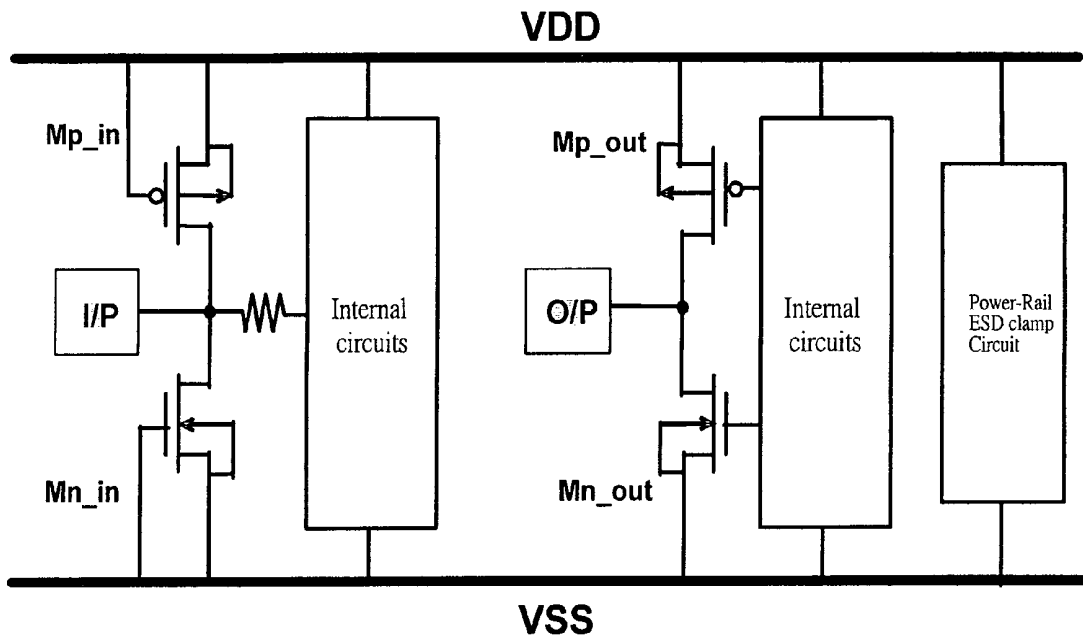 VDD
Mp_in
Mp_out
I/P
Internal
circuits
O/P
Internal
circuits
Power-Rail
ESD clamp
Circuit
Mn_in
Mn_out
VSS